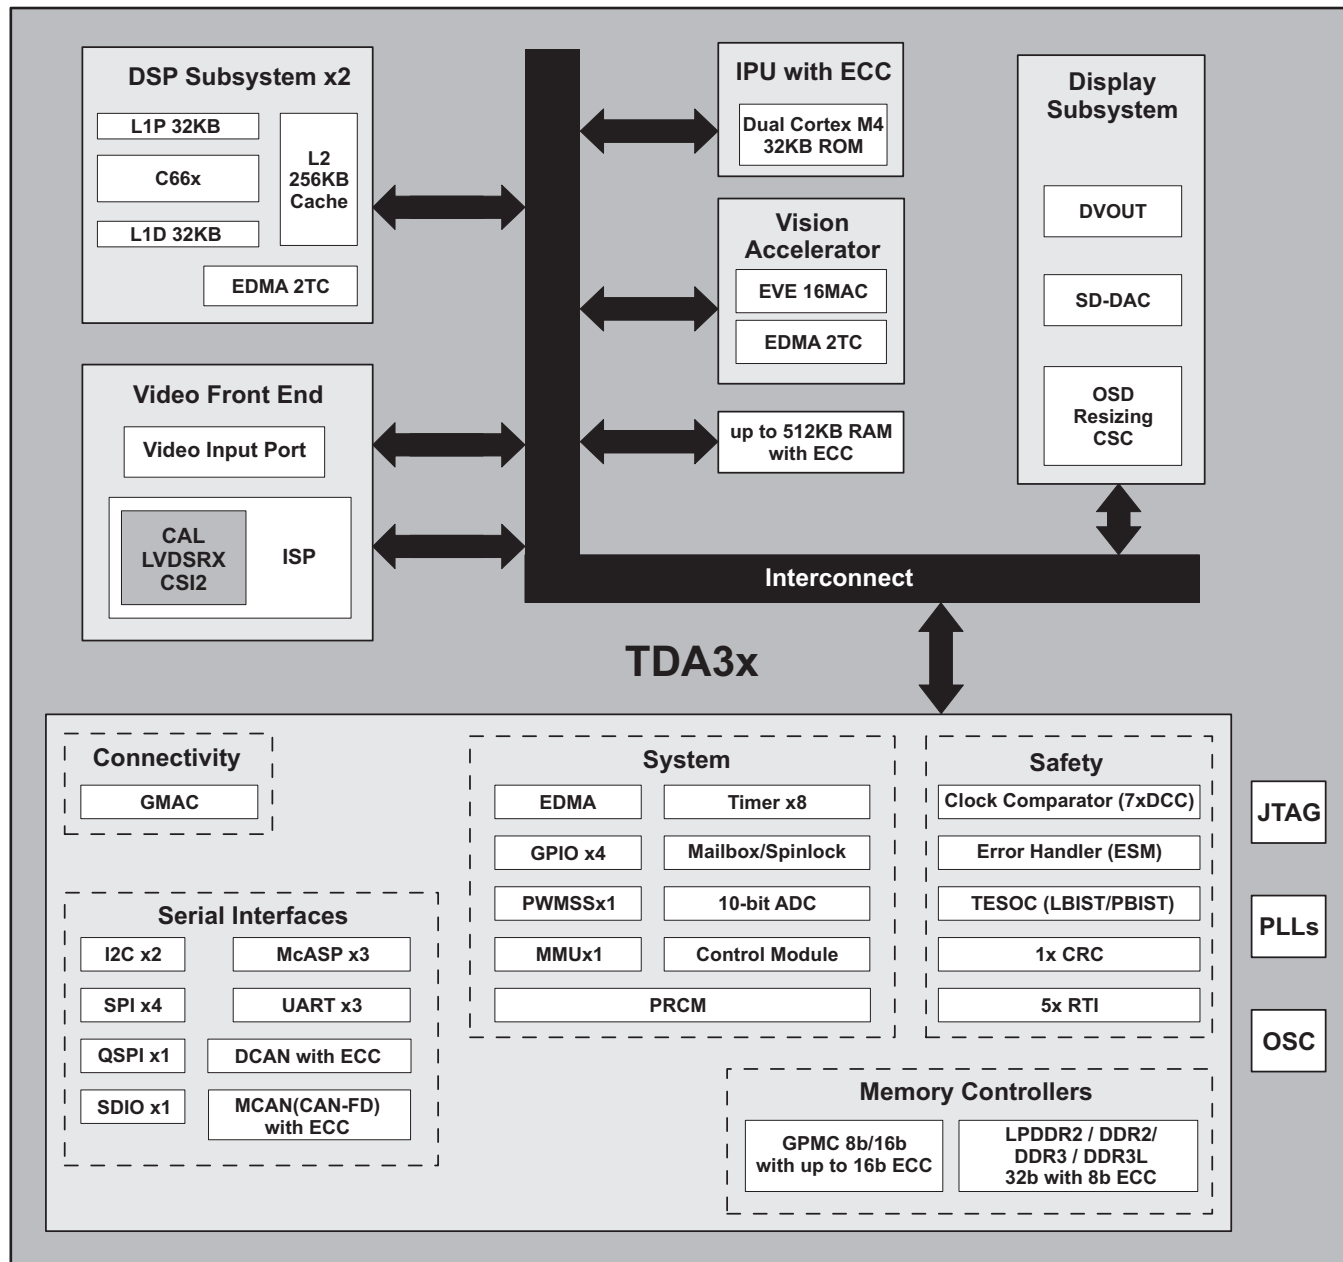 DSP Subsystem x2
L1P 32KB
C66x
L1D 32KB
L2
256KB
Cache
EDMA 2TC
IPU with ECC
Dual Cortex M4
32KB ROM
Vision
Accelerator
EVE 16MAC
EDMA 2TC
up to 512KB RAM
with ECC
Display
Subsystem
DVOUT
SD-DAC
OSD
Resizing
CSC
Video Front End
Video Input Port
CAL
LVDSRX
CSI2
ISP
Interconnect
TDA3x
Connectivity
GMAC
Serial Interfaces
I2C x2
McASP x3
SPI x4
UART x3
QSPI x1
DCAN with ECC
SDIO x1
MCAN(CAN-FD)
with ECC
System
EDMA
Timer x8
GPIO x4
Mailbox/Spinlock
PWMSSx1
10-bit ADC
MMUx1
Control Module
PRCM
Safety
Clock Comparator (7xDCC)
Error Handler (ESM)
TESOC (LBIST/PBIST)
1x CRC
5x RTI
Memory Controllers
GPMC 8b/16b
with up to 16b ECC
LPDDR2 / DDR2/
DDR3 / DDR3L
32b with 8b ECC
JTAG
PLLs
OSC